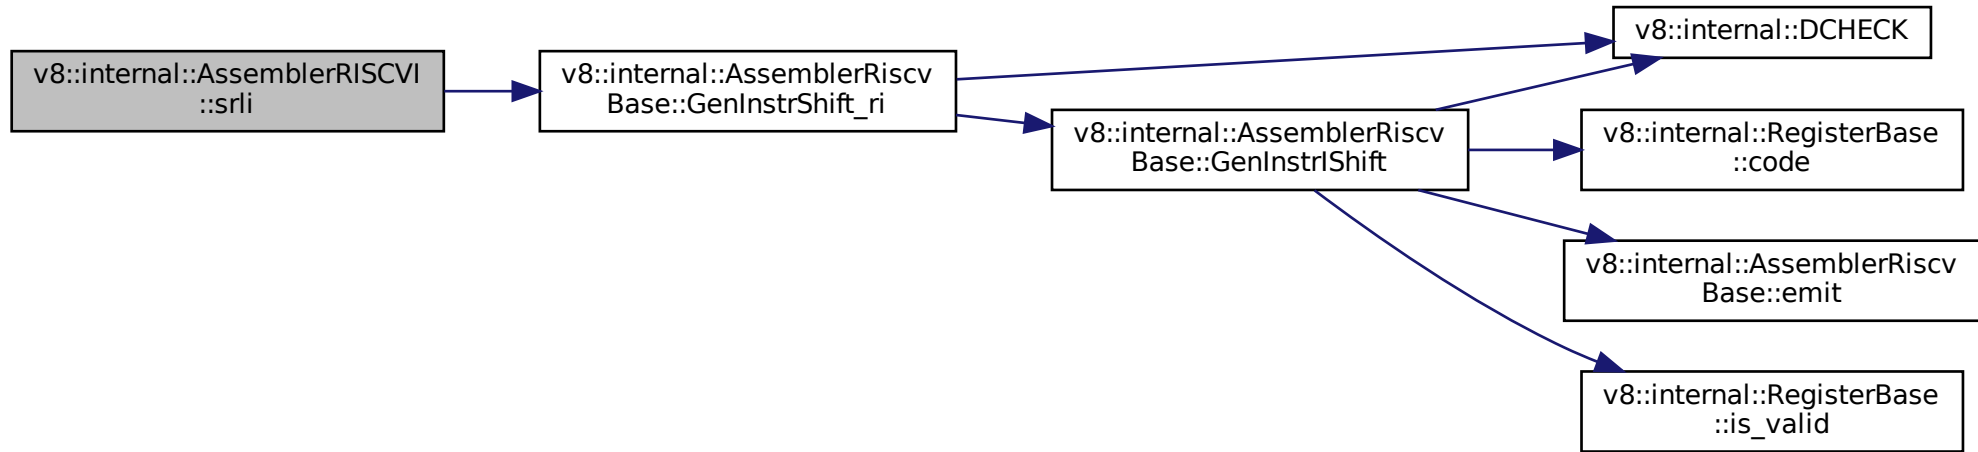 v8::internal::AssemblerRISCVI
::srli
v8::internal::AssemblerRiscv
Base::GenInstrShift_ri
v8::internal::AssemblerRiscv
Base::GenInstrIShift
v8::internal::DCHECK
v8::internal::RegisterBase
::code
v8::internal::AssemblerRiscv
Base::emit
v8::internal::RegisterBase
::is_valid